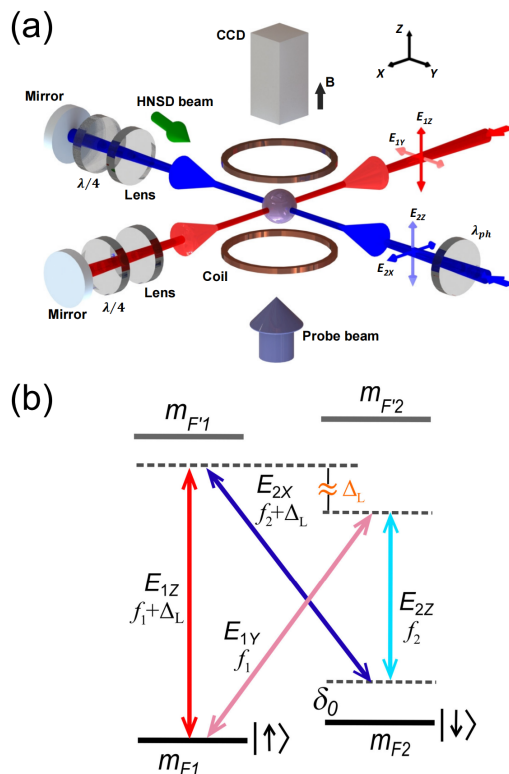 (a)
CCD
Z
X
Y
B
Mirror
HNSD beam
λ/4
Lens
E1Z
E1Y
E2Z
E2X
λph
Mirror
λ/4
Lens
Coil
Probe beam
(b)
mF'1
mF'2
E2X
f2+ΔL
≈ ΔL
E1Z
f1+ΔL
E1Y
f1
E2Z
f2
δ0
mF1
|↑⟩
mF2
|↓⟩